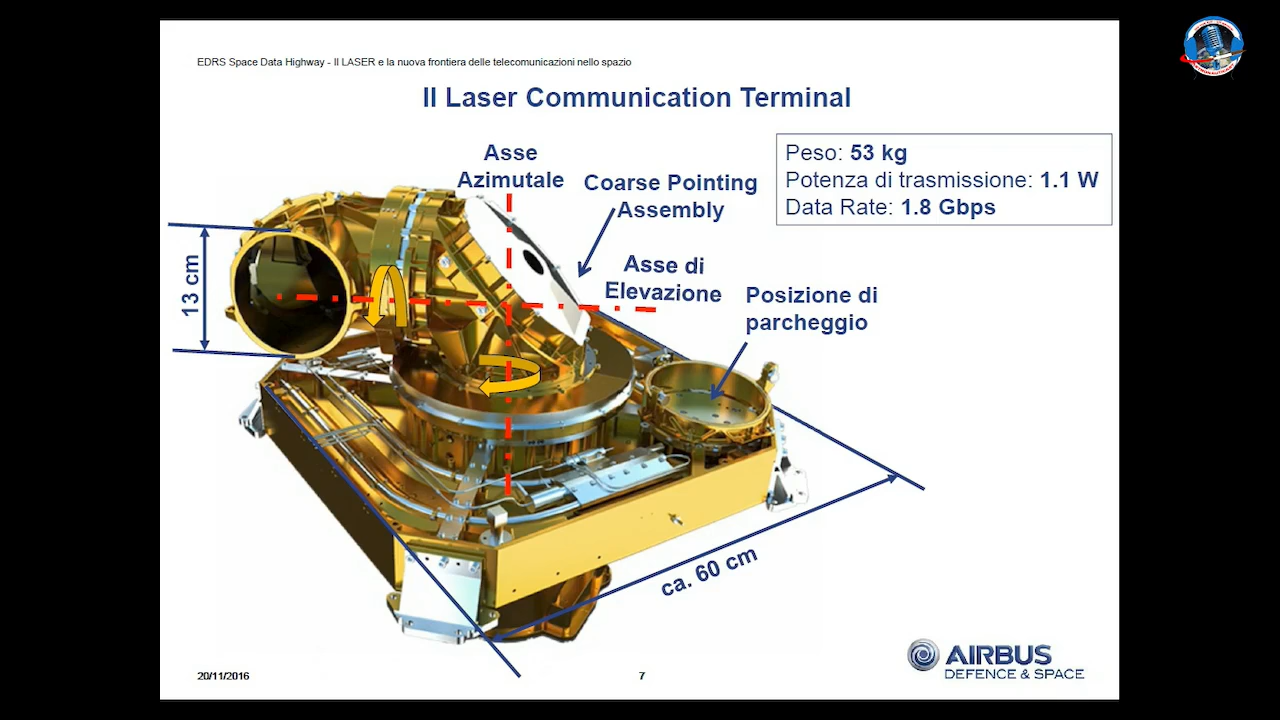 EDRS Space Data Highway - Il LASER e la nuova frontiera delle telecomunicazioni nello spazio
Il Laser Communication Terminal
Asse
Azimutale
Coarse Pointing
Assembly
Peso: 53 kg
Potenza di trasmissione: 1.1 W
Data Rate: 1.8 Gbps
13 cm
Asse di
Elevazione
Posizione di
parcheggio
ca. 60 cm
AIRBUS
DEFENCE & SPACE
20/11/2016
7